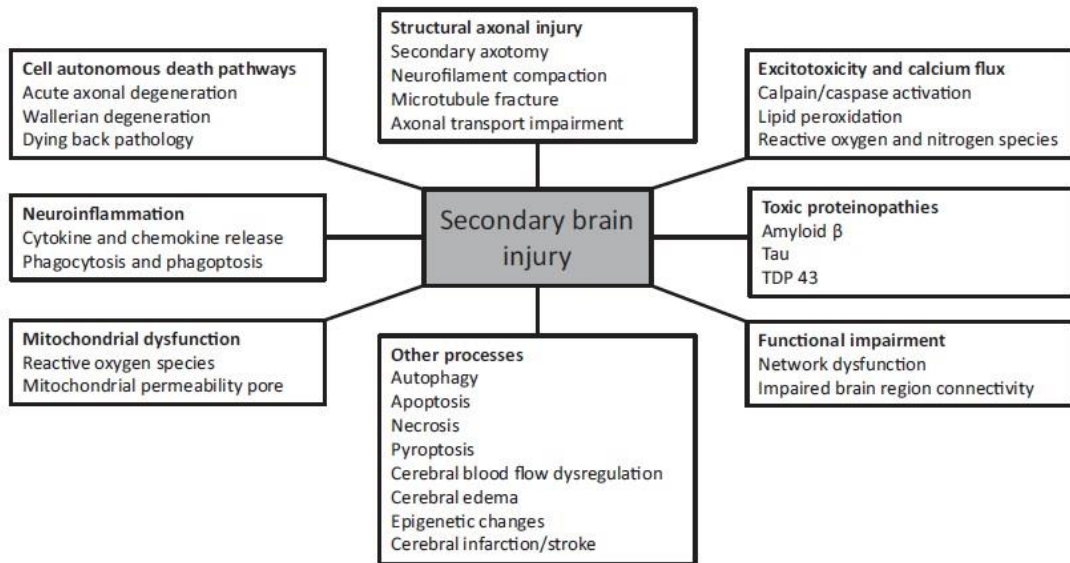 Structural axonal injury
Secondary axotomy
Neurofilament compaction
Microtubule fracture
Axonal transport impairment
Cell autonomous death pathways
Acute axonal degeneration
Wallerian degeneration
Dying back pathology
Excitotoxicity and calcium flux
Calpain/caspase activation
Lipid peroxidation
Reactive oxygen and nitrogen species
Neuroinflammation
Cytokine and chemokine release
Phagocytosis and phagoptosis
Secondary brain
injury
Toxic proteinopathies
Amyloid β
Tau
TDP 43
Mitochondrial dysfunction
Reactive oxygen species
Mitochondrial permeability pore
Other processes
Autophagy
Apoptosis
Necrosis
Pyroptosis
Cerebral blood flow dysregulation
Cerebral edema
Epigenetic changes
Cerebral infarction/stroke
Functional impairment
Network dysfunction
Impaired brain region connectivity